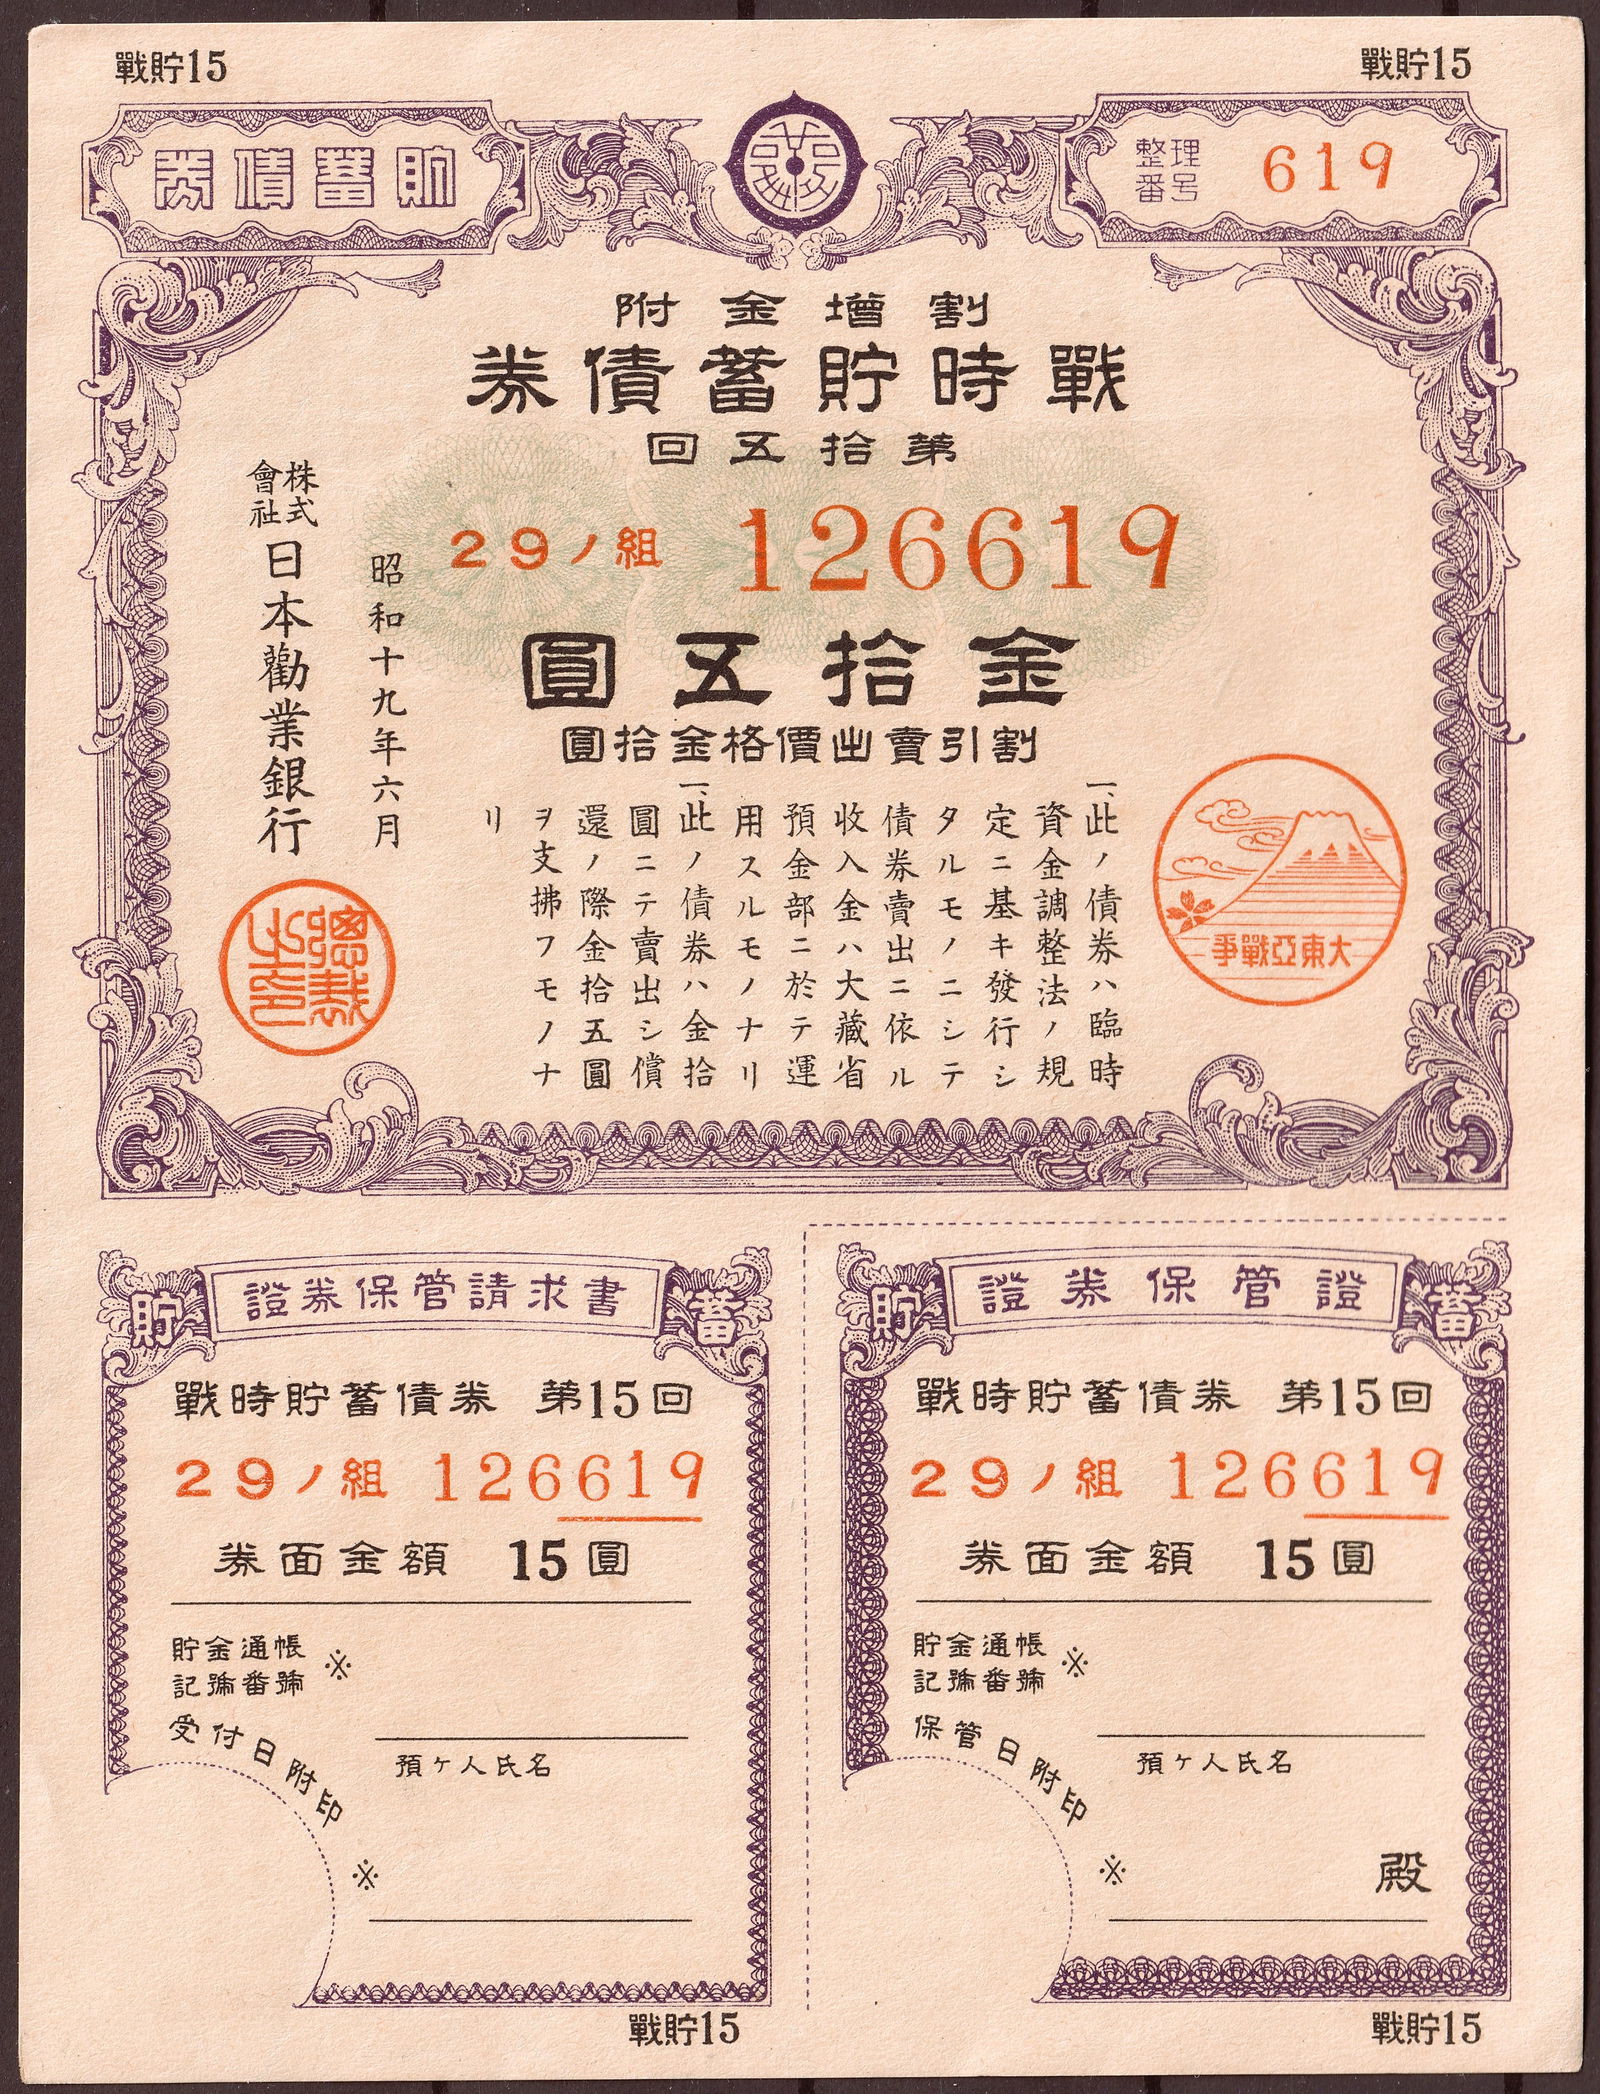 戰貯15
戰貯15
貯蓄債券
整理番号 619
割增金附
戰時貯蓄債券
第拾五回
29ノ組 126619
金拾五圓
割引賣出價格金拾圓
一、此ノ債券ハ臨時
資金調整法ノ規
定ニ基キ發行シ
タルモノニシテ
債券賣出ニ依ル
收入金ハ大藏省
預金部ニ於テ運
用スルモノナリ
一、此ノ債券ハ金拾
圓ニテ賣出シ償
還ノ際金拾五圓
ヲ支拂フモノナ
リ
昭和十九年六月
株式會社日本勸業銀行
總裁之印
大東亞戰爭
貯 證券保管請求書 蓄
戰時貯蓄債券 第15回
29ノ組 126619
券面金額 15圓
貯金通帳
記號番號 ※
受付日附印
預ケ人氏名
※
戰貯15
貯 證券保管證 蓄
戰時貯蓄債券 第15回
29ノ組 126619
券面金額 15圓
貯金通帳
記號番號 ※
保管日附印
預ケ人氏名
※ 殿
戰貯15